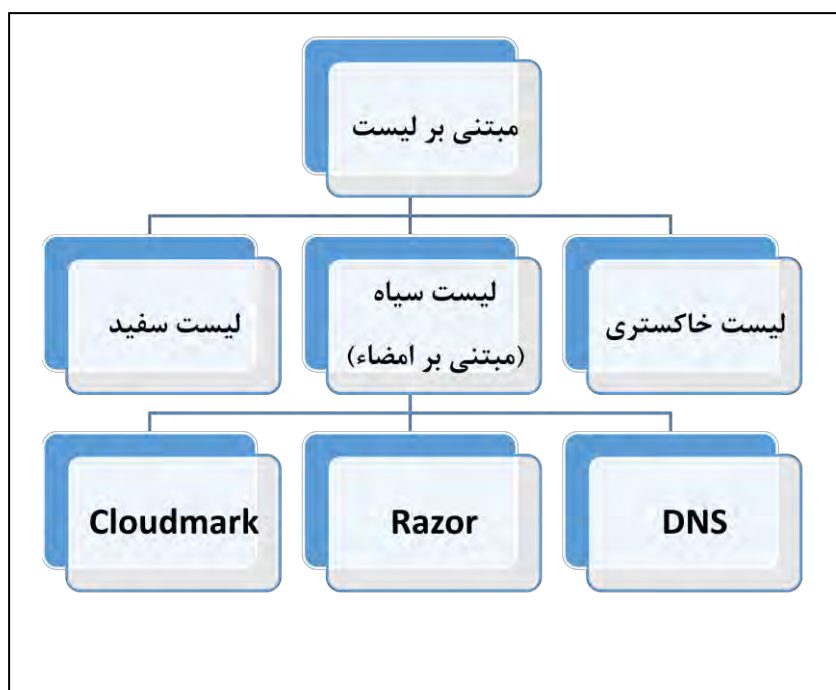 مبتنی بر لیست
لیست خاکستری
لیست سیاه
(مبتنی بر امضاء)
لیست سفید
DNS
Razor
Cloudmark